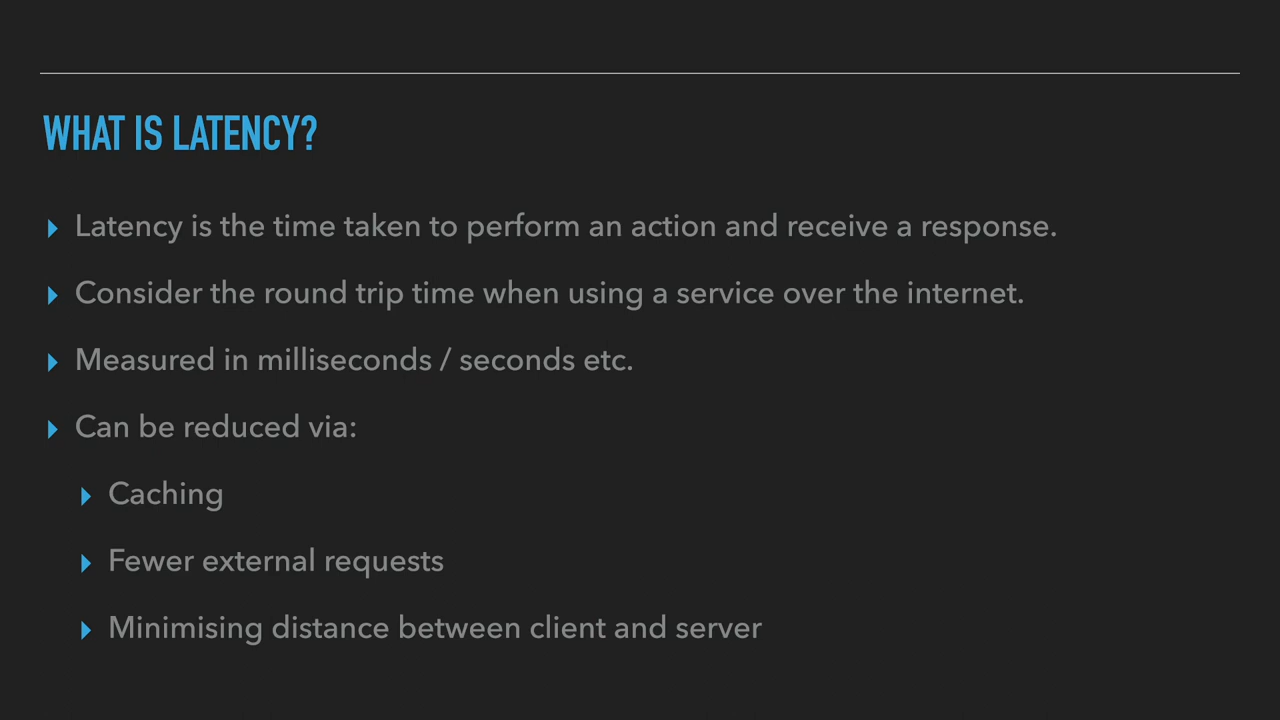 WHAT IS LATENCY?
Latency is the time taken to perform an action and receive a response.
Consider the round trip time when using a service over the internet.
Measured in milliseconds / seconds etc.
Can be reduced via:
Caching
Fewer external requests
Minimising distance between client and server